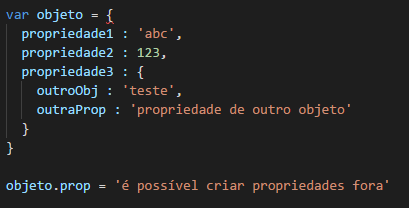 var objeto = {
propriedade1 : 'abc',
propriedade2 : 123,
propriedade3 : {
outroObj : 'teste',
outraProp : 'propriedade de outro objeto'
}
}
objeto.prop = 'é possível criar propriedades fora'